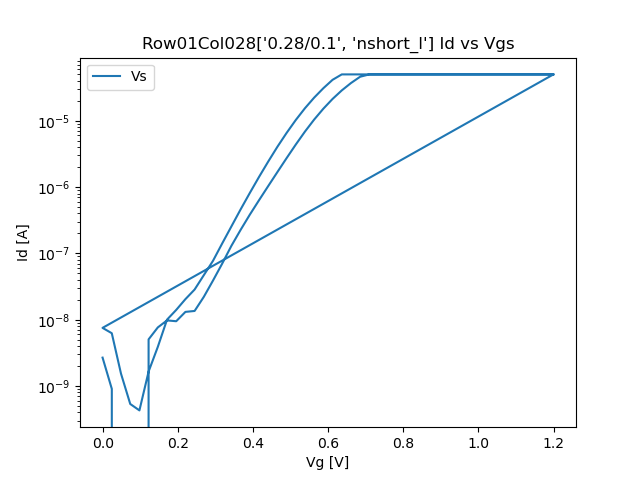 Row01Col028['0.28/0.1', 'nshort_l'] Id vs Vgs
Vs
Id [A]
10⁻⁵
10⁻⁶
10⁻⁷
10⁻⁸
10⁻⁹
0.0 0.2 0.4 0.6 0.8 1.0 1.2
Vg [V]